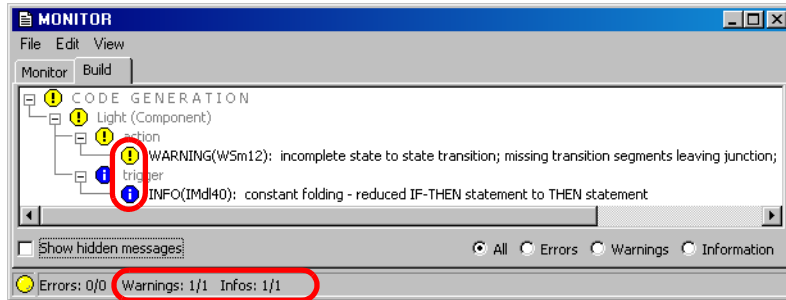 MONITOR
File Edit View
Monitor Build
CODE GENERATION
Light (Component)
action
WARNING(WSm12): incomplete state to state transition; missing transition segments leaving junction;
trigger
INFO(IMdl40): constant folding - reduced IF-THEN statement to THEN statement
Show hidden messages All Errors Warnings Information
Errors: 0/0 Warnings: 1/1 Infos: 1/1